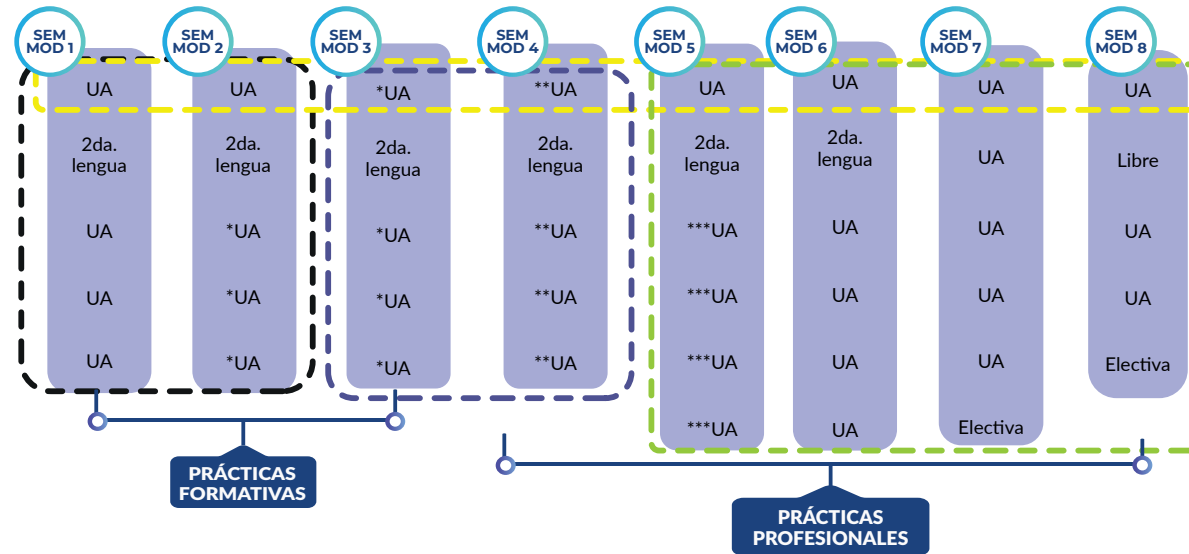 SEM
MOD 1
SEM
MOD 2
SEM
MOD 3
SEM
MOD 4
SEM
MOD 5
SEM
MOD 6
SEM
MOD 7
SEM
MOD 8
UA
UA
*UA
**UA
UA
UA
UA
UA
2da.
lengua
2da.
lengua
2da.
lengua
2da.
lengua
2da.
lengua
2da.
lengua
UA
Libre
UA
*UA
*UA
**UA
***UA
UA
UA
UA
UA
*UA
*UA
**UA
***UA
UA
UA
UA
UA
*UA
*UA
**UA
***UA
UA
UA
Electiva
***UA
UA
Electiva
PRÁCTICAS
FORMATIVAS
PRÁCTICAS
PROFESIONALES